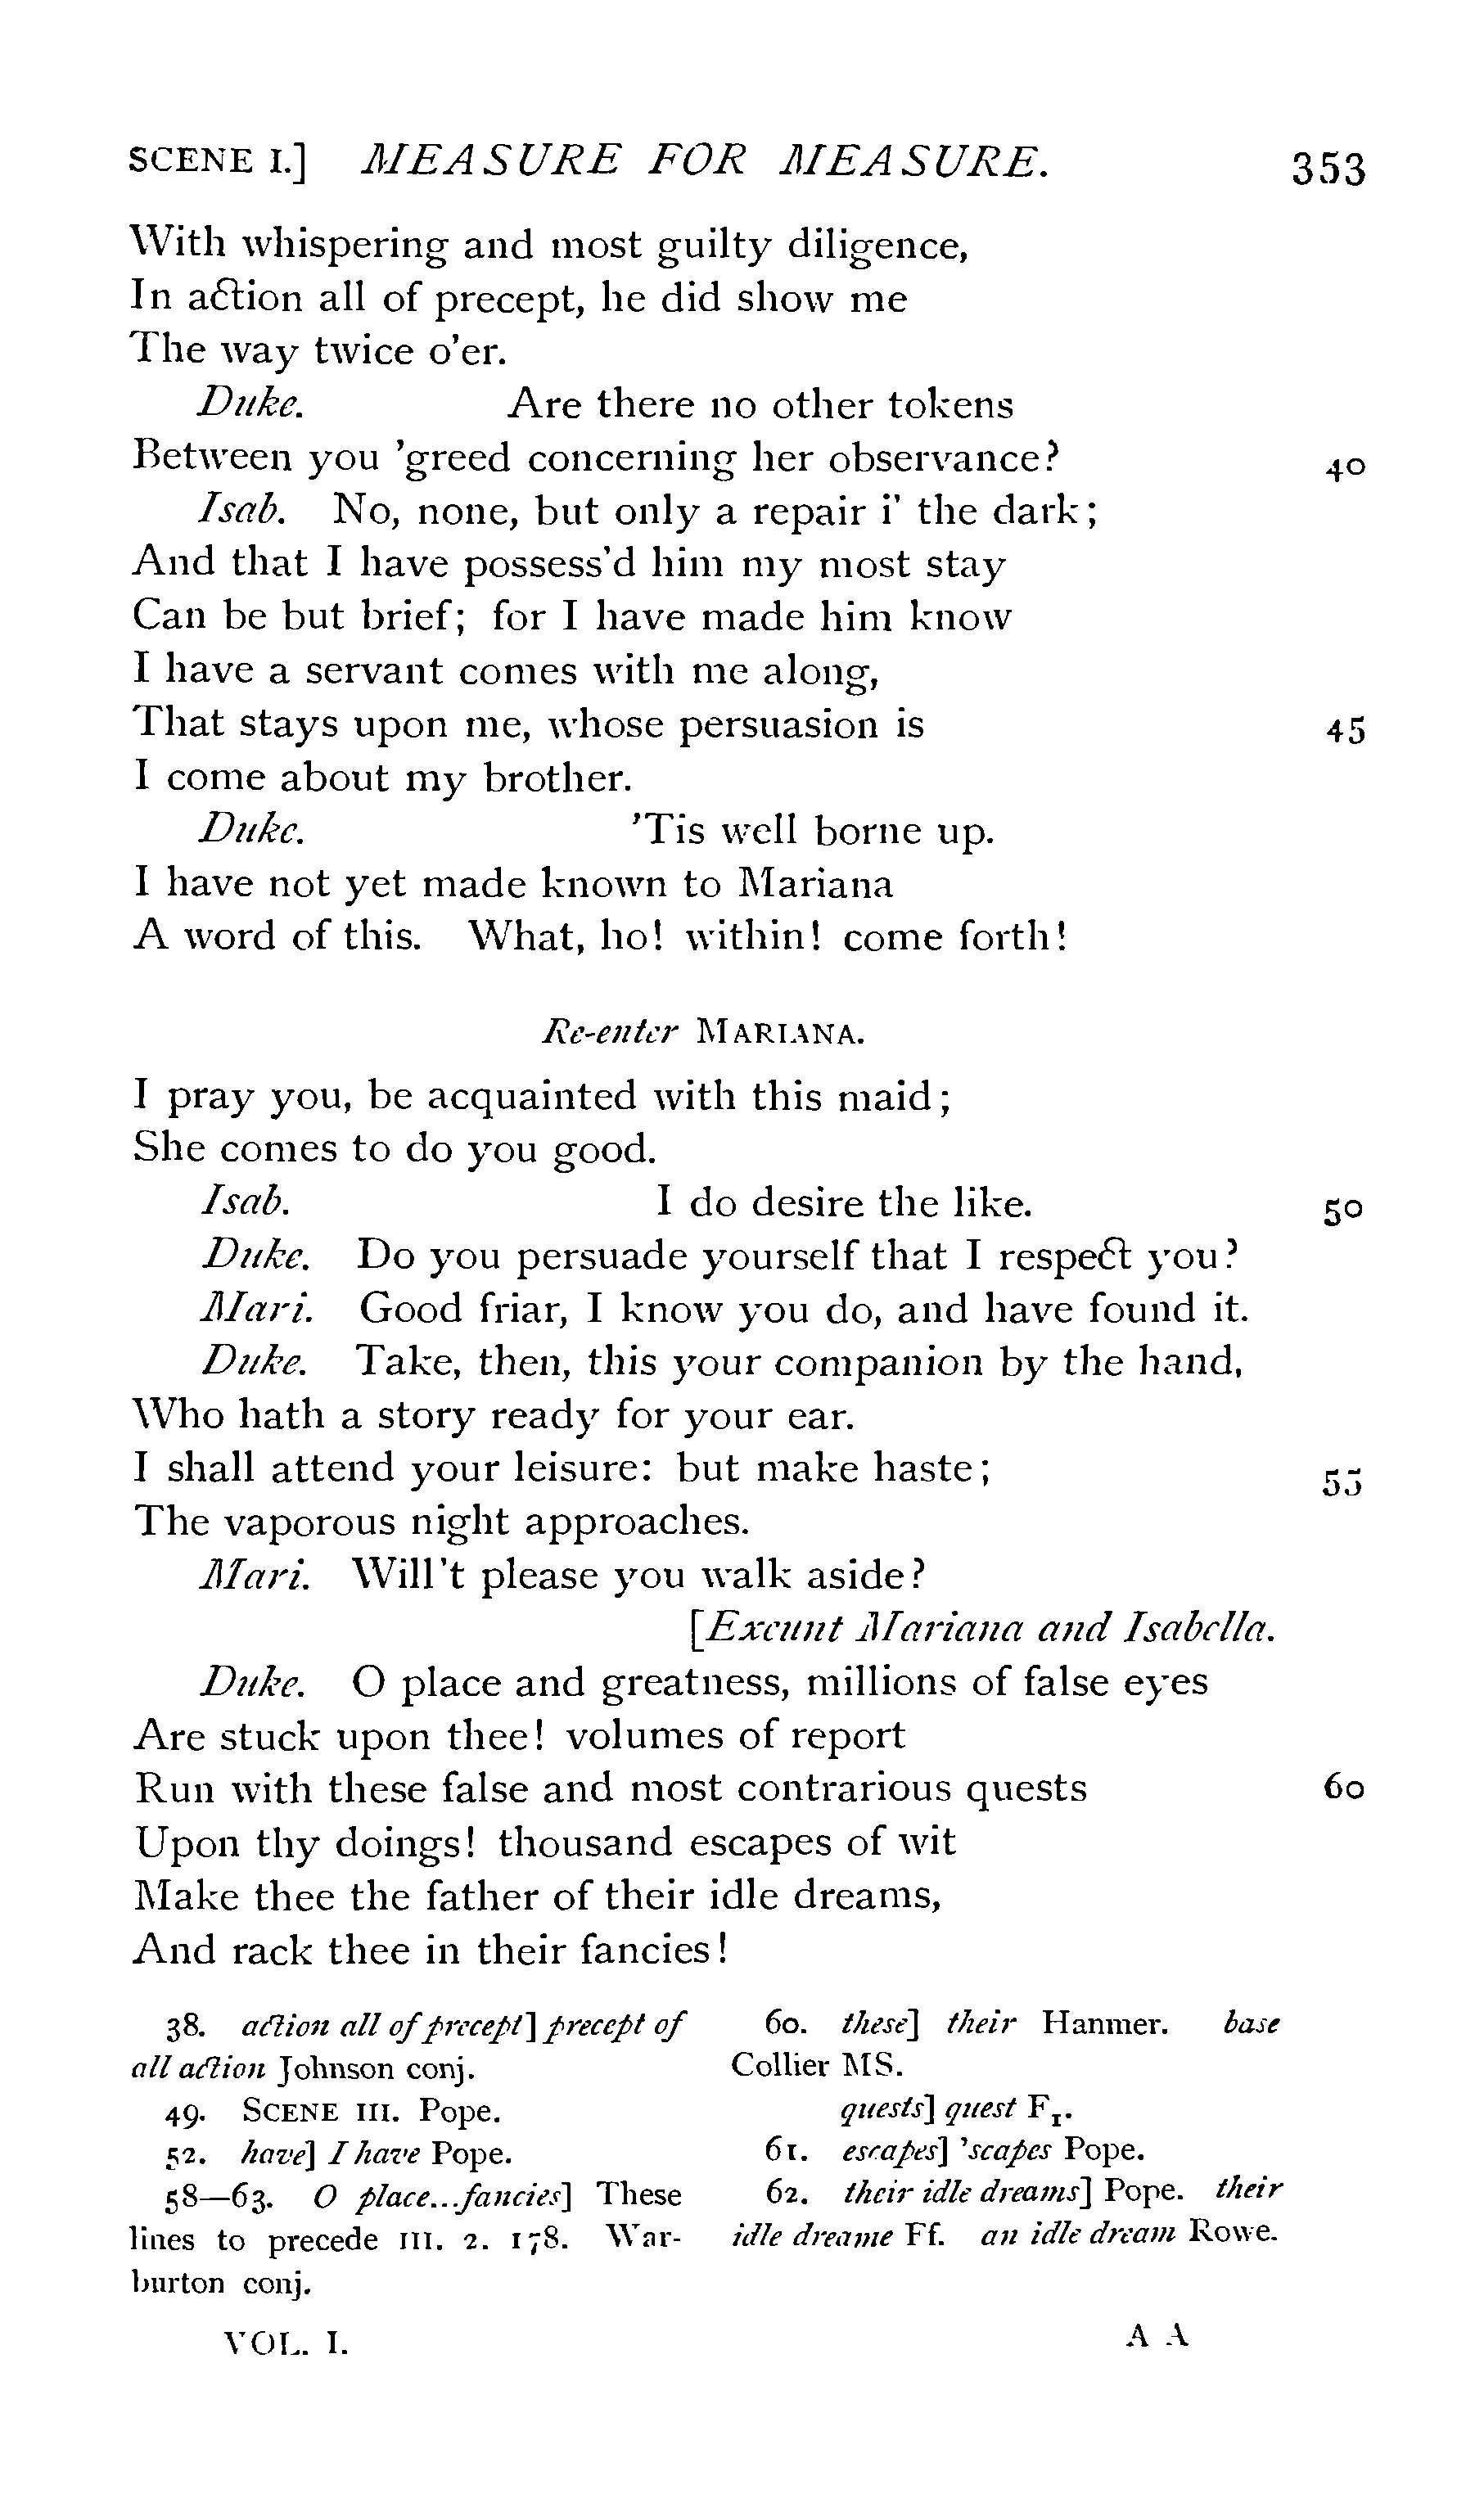 SCENE I.] MEASURE FOR MEASURE. 353
With whispering and most guilty diligence,
In action all of precept, he did show me
The way twice o'er.
Duke. Are there no other tokens
Between you 'greed concerning her observance? 40
Isab. No, none, but only a repair i' the dark;
And that I have possess'd him my most stay
Can be but brief; for I have made him know
I have a servant comes with me along,
That stays upon me, whose persuasion is 45
I come about my brother.
Duke. 'Tis well borne up.
I have not yet made known to Mariana
A word of this. What, ho! within! come forth!
Re-enter MARIANA.
I pray you, be acquainted with this maid;
She comes to do you good.
Isab. I do desire the like. 50
Duke. Do you persuade yourself that I respect you?
Mari. Good friar, I know you do, and have found it.
Duke. Take, then, this your companion by the hand,
Who hath a story ready for your ear.
I shall attend your leisure: but make haste; 55
The vaporous night approaches.
Mari. Will't please you walk aside?
[Exeunt Mariana and Isabella.
Duke. O place and greatness, millions of false eyes
Are stuck upon thee! volumes of report
Run with these false and most contrarious quests 60
Upon thy doings! thousand escapes of wit
Make thee the father of their idle dreams,
And rack thee in their fancies!
38. action all of precept] precept of
all action Johnson conj.
49. SCENE III. Pope.
52. have] I have Pope.
58—63. O place...fancies] These
lines to precede III. 2. 178. War-
burton conj.
60. these] their Hanmer. base
Collier MS.
quests] quest F1.
61. escapes] 'scapes Pope.
62. their idle dreams] Pope. their
idle dreame Ff. an idle dream Rowe.
VOL. I. A A